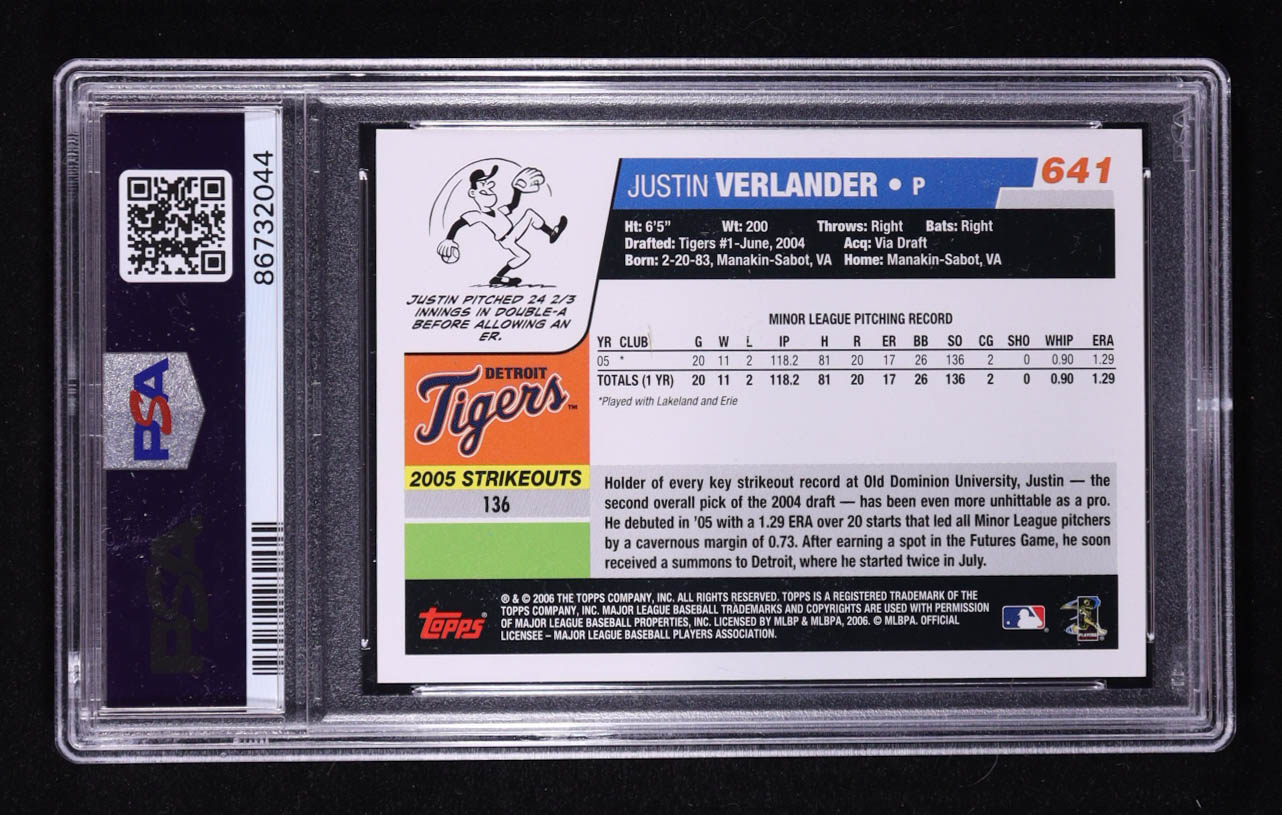 86732044
PSA
PSA
641
JUSTIN VERLANDER • P
Ht: 6'5" Wt: 200 Throws: Right Bats: Right
Drafted: Tigers #1-June, 2004 Acq: Via Draft
Born: 2-20-83, Manakin-Sabot, VA Home: Manakin-Sabot, VA
JUSTIN PITCHED 24 2/3
INNINGS IN DOUBLE-A
BEFORE ALLOWING AN
ER.
MINOR LEAGUE PITCHING RECORD
YR CLUB G W L IP H R ER BB SO CG SHO WHIP ERA
05 * 20 11 2 118.2 81 20 17 26 136 2 0 0.90 1.29
TOTALS (1 YR) 20 11 2 118.2 81 20 17 26 136 2 0 0.90 1.29
*Played with Lakeland and Erie
DETROIT
Tigers™
2005 STRIKEOUTS
136
Holder of every key strikeout record at Old Dominion University, Justin — the
second overall pick of the 2004 draft — has been even more unhittable as a pro.
He debuted in '05 with a 1.29 ERA over 20 starts that led all Minor League pitchers
by a cavernous margin of 0.73. After earning a spot in the Futures Game, he soon
received a summons to Detroit, where he started twice in July.
Topps®
® & © 2006 THE TOPPS COMPANY, INC. ALL RIGHTS RESERVED. TOPPS IS A REGISTERED TRADEMARK OF THE
TOPPS COMPANY, INC. MAJOR LEAGUE BASEBALL TRADEMARKS AND COPYRIGHTS ARE USED WITH PERMISSION
OF MAJOR LEAGUE BASEBALL PROPERTIES, INC. LICENSED BY MLBP & MLBPA, 2006. © MLBPA. OFFICIAL
LICENSEE – MAJOR LEAGUE BASEBALL PLAYERS ASSOCIATION.
PLAYERS